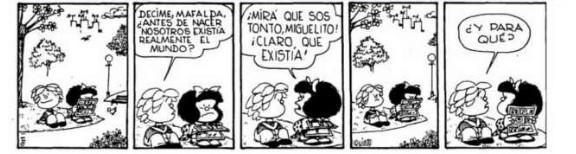 DECIME, MAFALDA,
¿ANTES DE NACER
NOSOTROS EXISTÍA
REALMENTE EL
MUNDO?
¡MIRÁ QUE SOS
TONTO, MIGUELITO!
¡CLARO, QUE
EXISTÍA!
¿Y PARA
QUÉ?